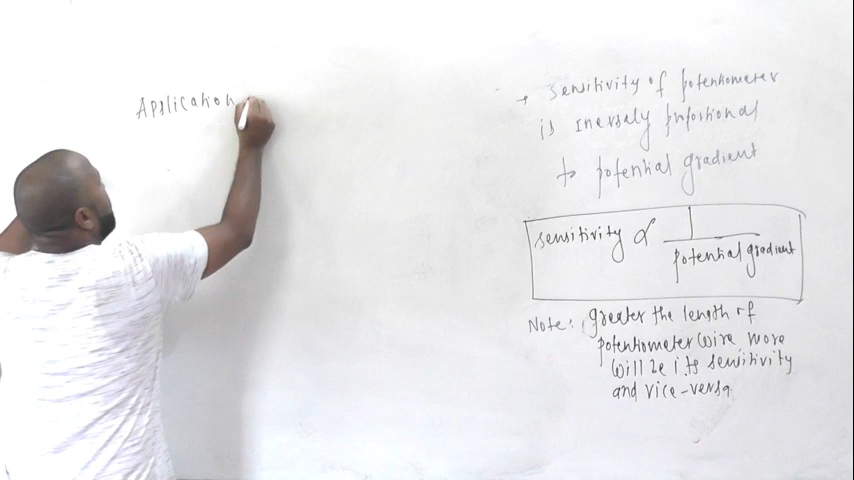 Application
→ Sensitivity of potentiometer
is inersely proportional
to potential gradient
sensitivity ∝ 1
potential gradient
Note: Greater the length of
potentiometer wire, more
will be its sensitivity
and vice-versa